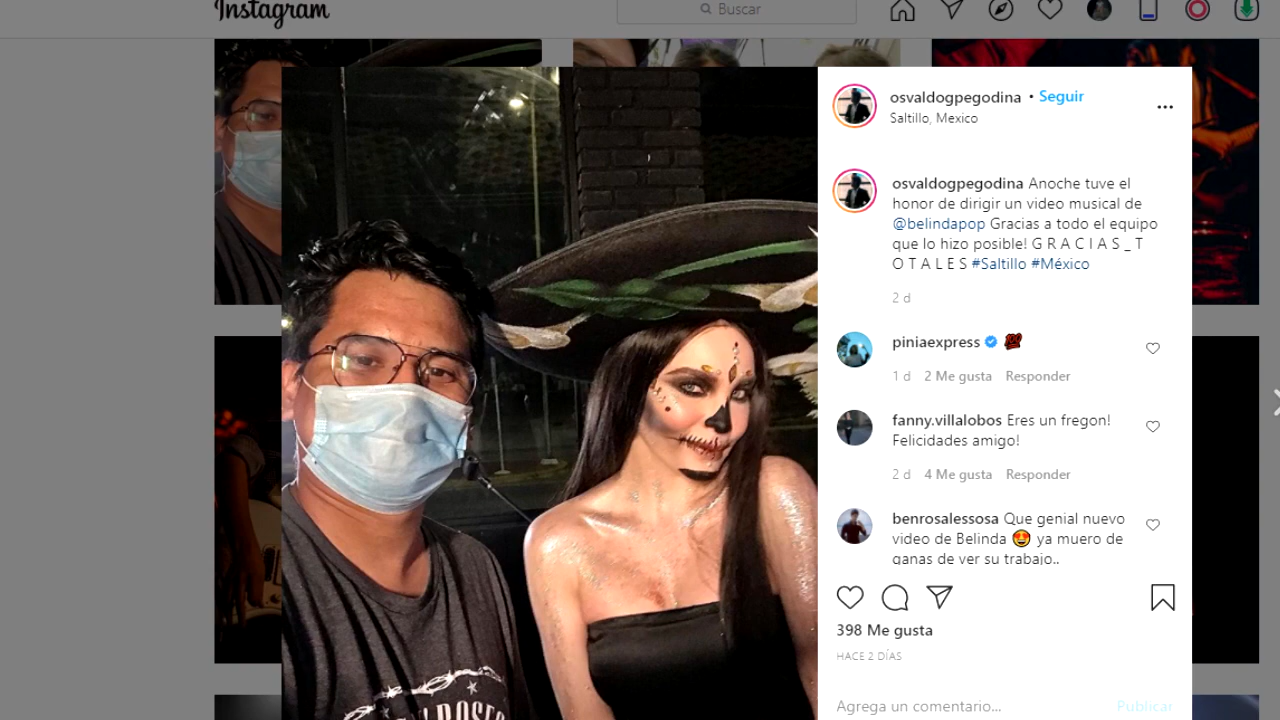 Instagram
Buscar
osvaldogpegodina • Seguir
Saltillo, Mexico
osvaldogpegodina Anoche tuve el
honor de dirigir un video musical de
@belindapop Gracias a todo el equipo
que lo hizo posible! G R A C I A S _ T
O T A L E S #Saltillo #México
2 d
piniaexpress 💯
1 d 2 Me gusta Responder
fanny.villalobos Eres un fregon!
Felicidades amigo!
2 d 4 Me gusta Responder
benrosalessosa Que genial nuevo
video de Belinda 😍 ya muero de
ganas de ver su trabajo..
398 Me gusta
HACE 2 DÍAS
Agrega un comentario...
Publicar